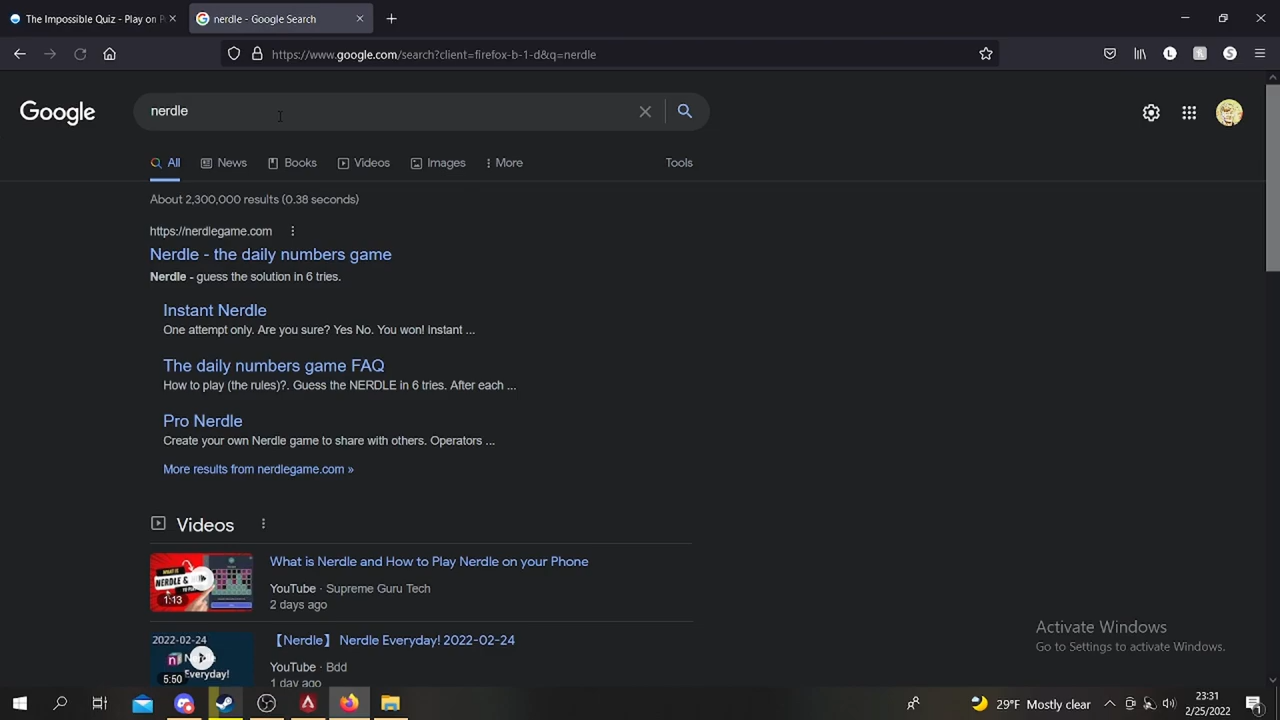 The Impossible Quiz - Play on
nerdle - Google Search
https://www.google.com/search?client=firefox-b-1-d&q=nerdle
L
S
Google
nerdle
All News Books Videos Images More Tools
About 2,300,000 results (0.38 seconds)
https://nerdlegame.com
Nerdle - the daily numbers game
Nerdle - guess the solution in 6 tries.
Instant Nerdle
One attempt only. Are you sure? Yes No. You won! Instant ...
The daily numbers game FAQ
How to play (the rules)?. Guess the NERDLE in 6 tries. After each ...
Pro Nerdle
Create your own Nerdle game to share with others. Operators ...
More results from nerdlegame.com »
Videos
WHAT IS
NERDLE &
1:13
What is Nerdle and How to Play Nerdle on your Phone
YouTube · Supreme Guru Tech
2 days ago
2022-02-24
Everyday!
5:50
【Nerdle】 Nerdle Everyday! 2022-02-24
YouTube · Bdd
1 day ago
Activate Windows
Go to Settings to activate Windows.
29°F Mostly clear
23:31
2/25/2022
1